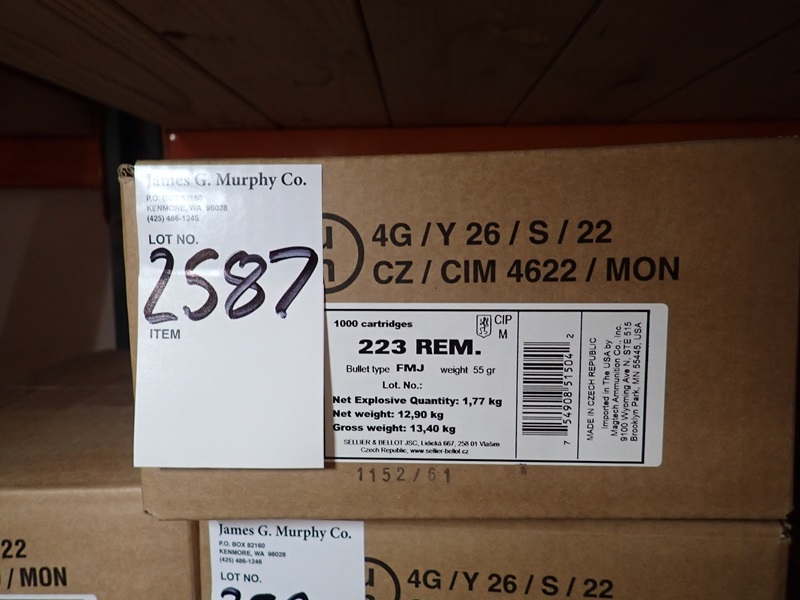 James G. Murphy Co.
P.O. BOX 82160
KENMORE, WA 98028
(425) 486-1246
LOT NO.
2587
ITEM
u
n
4G / Y 26 / S / 22
CZ / CIM 4622 / MON
1000 cartridges
CIP
M
223 REM.
Bullet type FMJ weight 55 gr
Lot. No.:
Net Explosive Quantity: 1,77 kg
Net weight: 12,90 kg
Gross weight: 13,40 kg
SELLIER & BELLOT JSC, Lidická 667, 258 01 Vlašim
Czech Republic, www.sellier-bellot.cz
7 54908 51504 2
MADE IN CZECH REPUBLIC
Imported in The USA by
Magtech Ammunition Co., Inc.
9100 Wyoming Ave N. STE 515
Brooklyn Park, MN 55445, USA
1152/61
22
/ MON
James G. Murphy Co.
P.O. BOX 82160
KENMORE, WA 98028
(425) 486-1246
LOT NO.
4G / Y 26 / S / 22